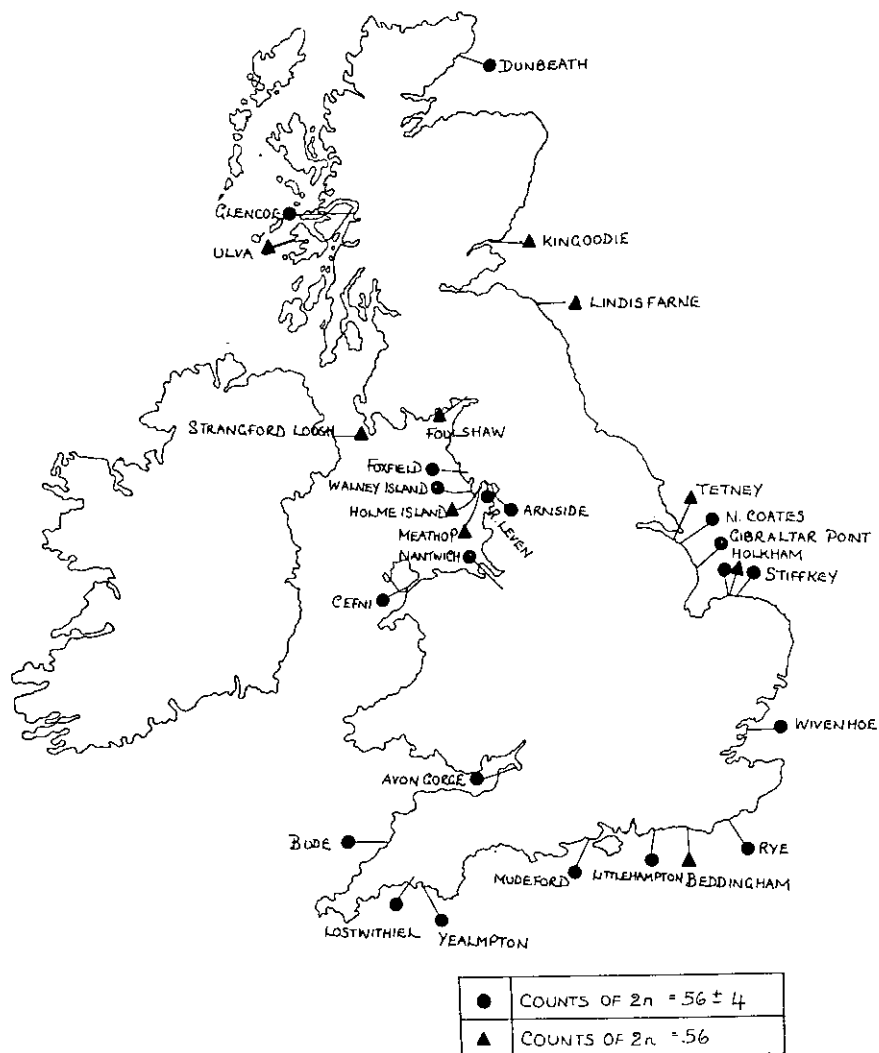 DUNBEATH
GLENCOE
ULVA
KINGOODIE
LINDISFARNE
STRANGFORD LOUGH
FOULSHAW
FOXFIELD
WALNEY ISLAND
HOLME ISLAND
ARNSIDE
R. LEVEN
MEATHOP
NANTWICH
CEFNI
TETNEY
N. COATES
GIBRALTAR POINT
HOLKHAM
STIFFKEY
WIVENHOE
AVON GORGE
BUDE
RYE
MUDEFORD
LITTLEHAMPTON
BEDDINGHAM
LOSTWITHIEL
YEALMPTON
COUNTS OF 2n = 56 ± 4
COUNTS OF 2n = 56